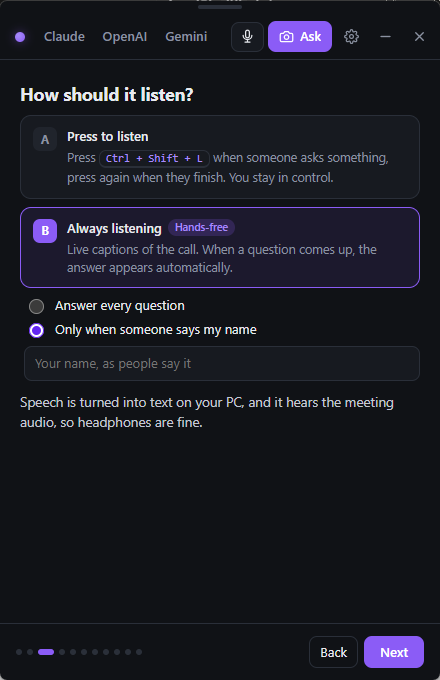 Claude OpenAI Gemini Ask
How should it listen?
A Press to listen
Press Ctrl + Shift + L when someone asks something,
press again when they finish. You stay in control.
B Always listening Hands-free
Live captions of the call. When a question comes up, the
answer appears automatically.
Answer every question
Only when someone says my name
Your name, as people say it
Speech is turned into text on your PC, and it hears the meeting
audio, so headphones are fine.
Back Next